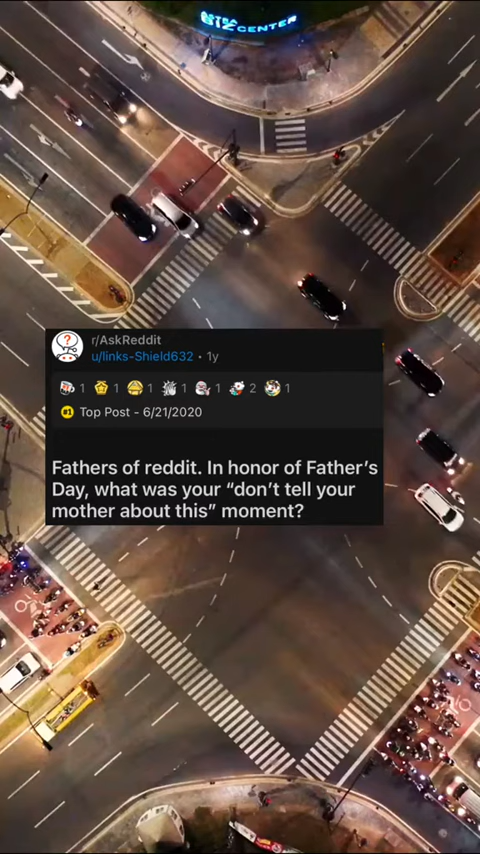 CENTER
r/AskReddit
u/links-Shield632 • 1y
1 1 1 1 1 2 1
#1 Top Post - 6/21/2020
Fathers of reddit. In honor of Father’s
Day, what was your “don’t tell your
mother about this” moment?